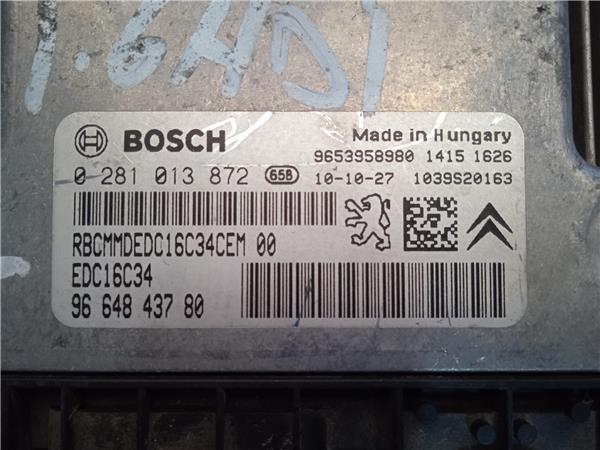 1.6HDI
BOSCH
Made in Hungary
9653958980 1415 1626
0 281 013 872 65B 10-10-27 1039S20163
RBCMMDEDC16C34CEM 00
EDC16C34
96 648 437 80